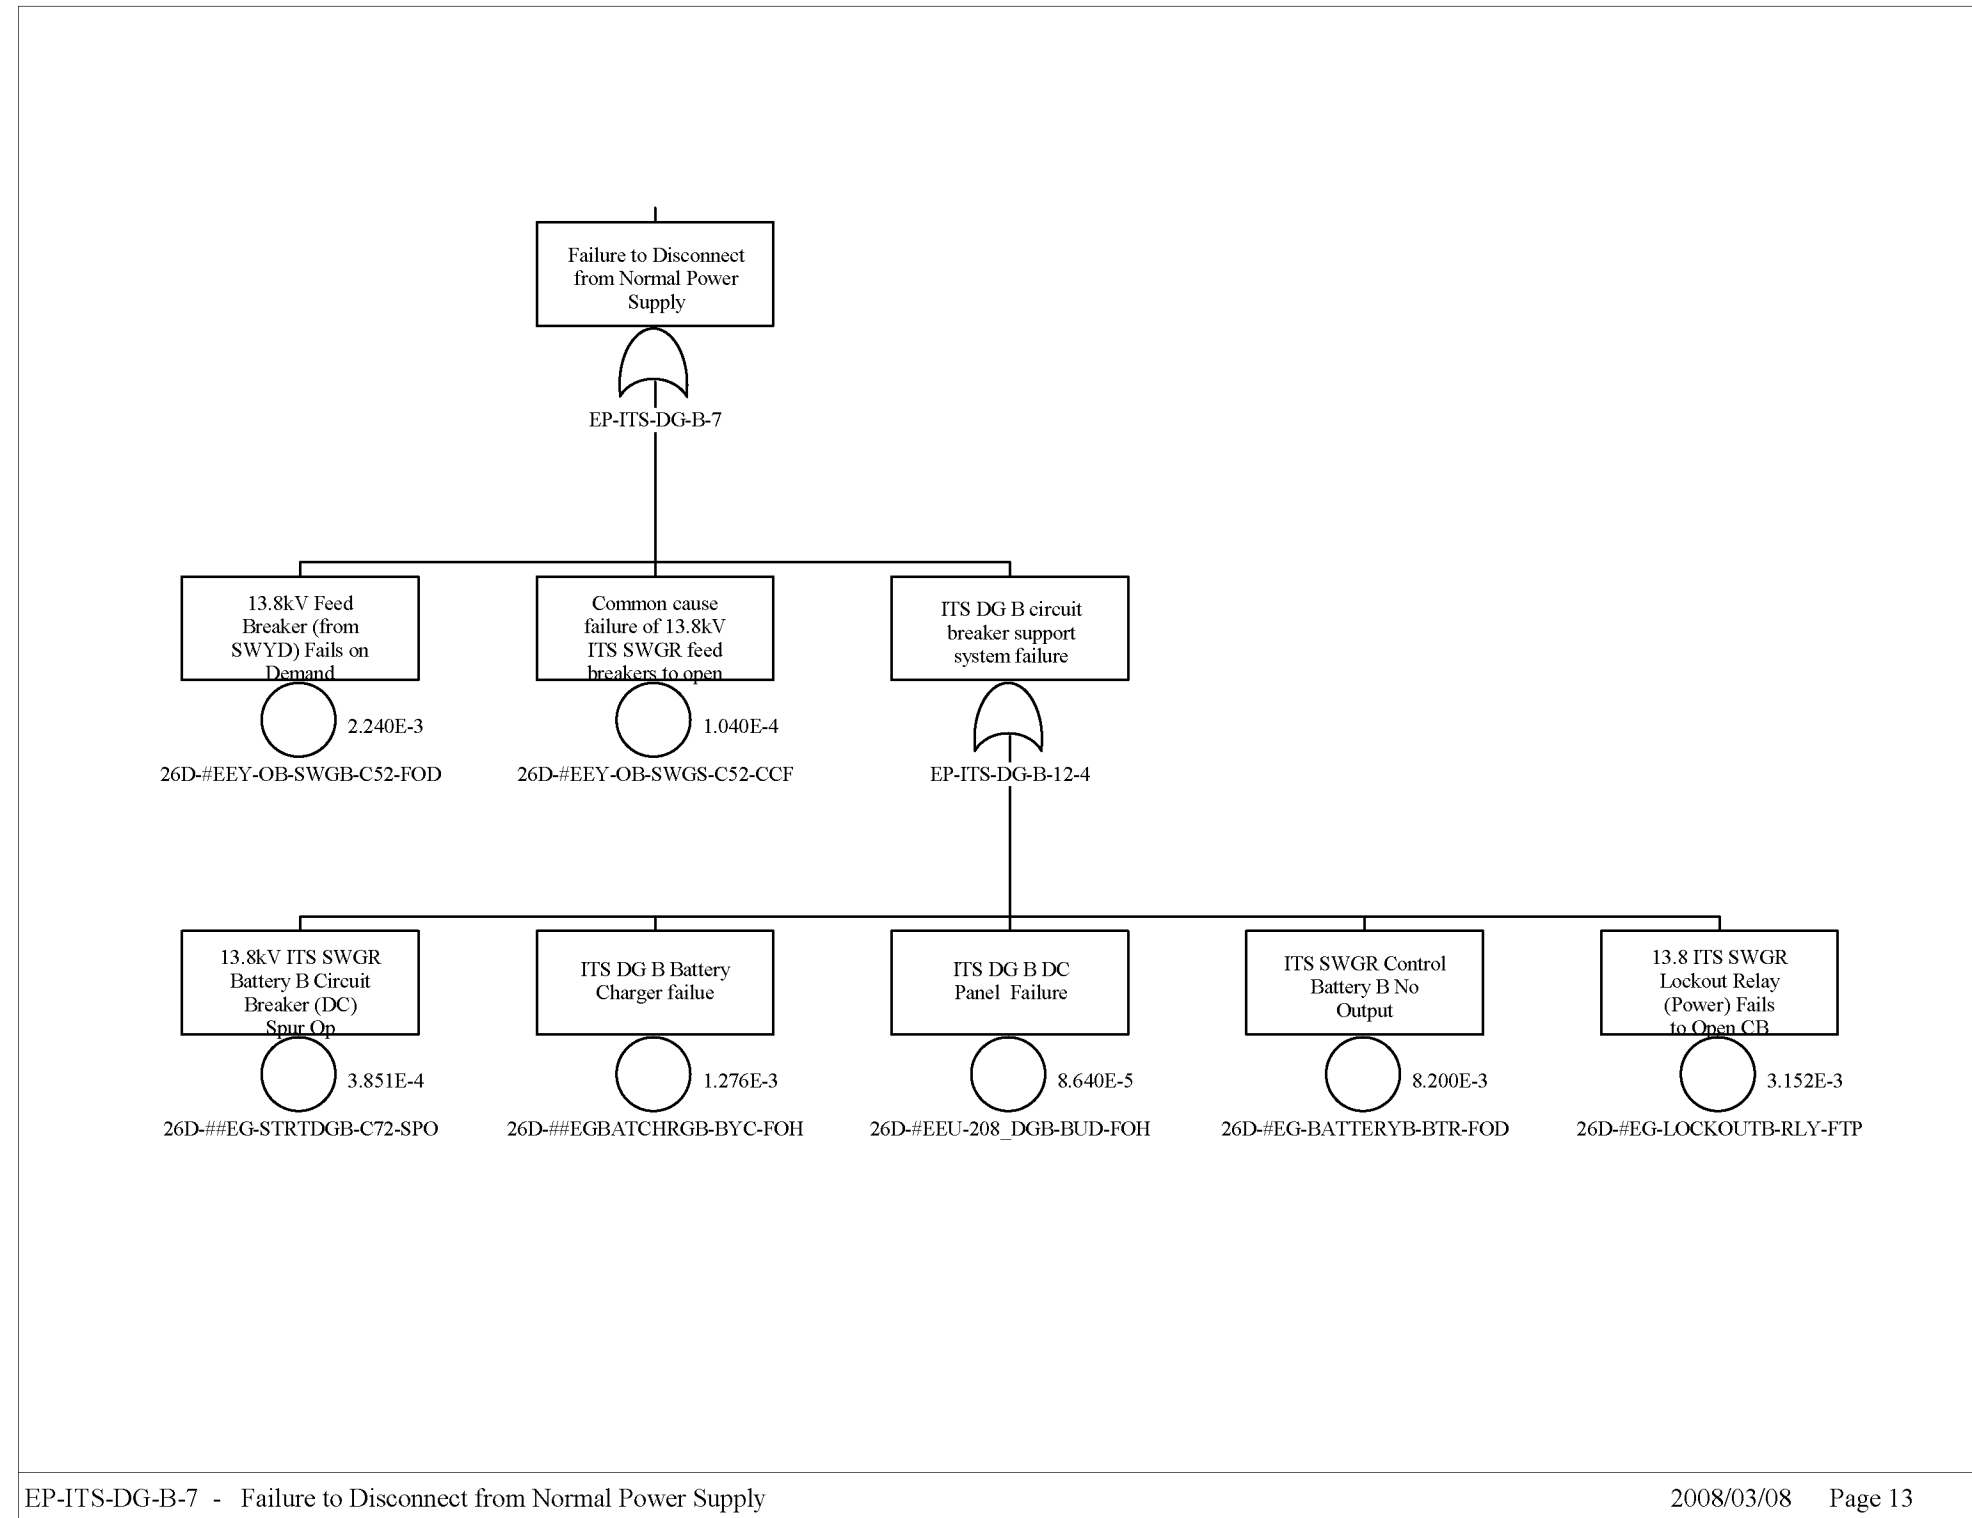 Failure to Disconnect
from Normal Power
Supply
EP-ITS-DG-B-7
13.8kV Feed
Breaker (from
SWYD) Fails on
Demand
2.240E-3
26D-#EEY-OB-SWGB-C52-FOD
Common cause
failure of 13.8kV
ITS SWGR feed
breakers to open
1.040E-4
26D-#EEY-OB-SWGS-C52-CCF
ITS DG B circuit
breaker support
system failure
EP-ITS-DG-B-12-4
13.8kV ITS SWGR
Battery B Circuit
Breaker (DC)
Spur Op
3.851E-4
26D-##EG-STRTDGB-C72-SPO
ITS DG B Battery
Charger failue
1.276E-3
26D-##EGBATCHRGB-BYC-FOH
ITS DG B DC
Panel Failure
8.640E-5
26D-#EEU-208_DGB-BUD-FOH
ITS SWGR Control
Battery B No
Output
8.200E-3
26D-#EG-BATTERYB-BTR-FOD
13.8 ITS SWGR
Lockout Relay
(Power) Fails
to Open CB
3.152E-3
26D-#EG-LOCKOUTB-RLY-FTP
EP-ITS-DG-B-7 - Failure to Disconnect from Normal Power Supply
2008/03/08 Page 13